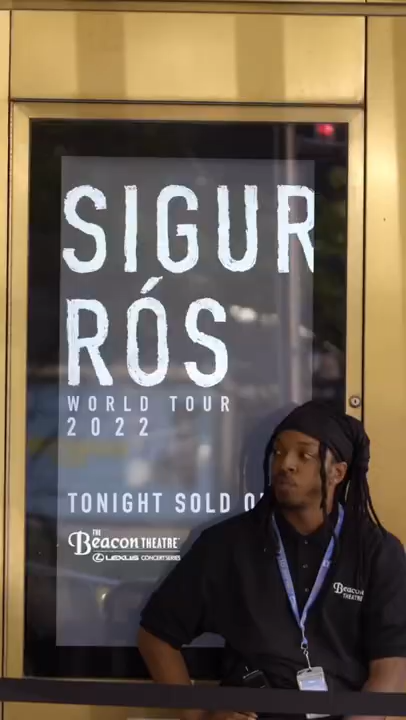 SIGUR
RÓS
WORLD TOUR
2022
TONIGHT SOLD
THE
Beacon THEATRE
LEXUS CONCERT SERIES
Beacon
THEATRE